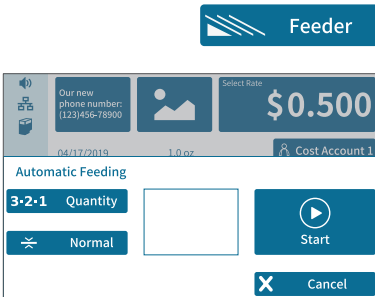 Feeder
Our new
phone number:
(123)456-78900
Select Rate
$0.500
04/17/2019
1.0 oz
Cost Account 1
Automatic Feeding
3-2-1 Quantity
Normal
Start
Cancel